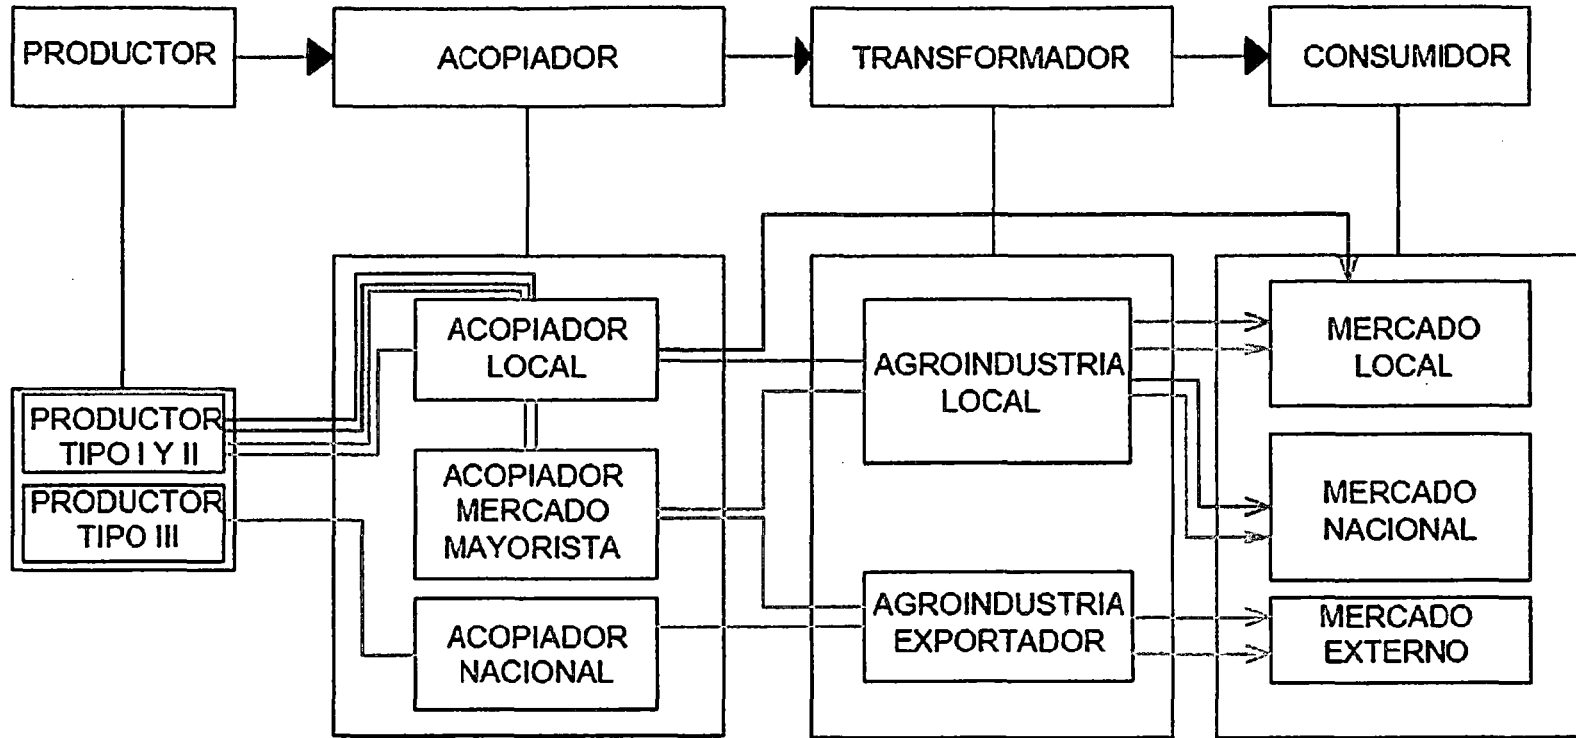 PRODUCTOR
ACOPIADOR
TRANSFORMADOR
CONSUMIDOR
PRODUCTOR
TIPO I Y II
PRODUCTOR
TIPO III
ACOPIADOR
LOCAL
ACOPIADOR
MERCADO
MAYORISTA
ACOPIADOR
NACIONAL
AGROINDUSTRIA
LOCAL
AGROINDUSTRIA
EXPORTADOR
MERCADO
LOCAL
MERCADO
NACIONAL
MERCADO
EXTERNO